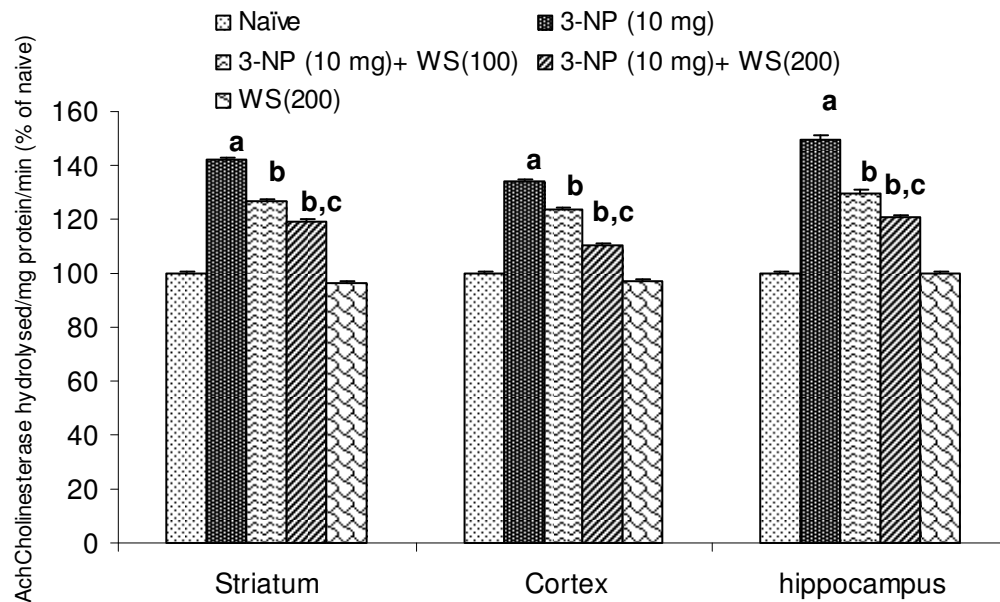 Naïve 3-NP (10 mg)
3-NP (10 mg)+ WS(100) 3-NP (10 mg)+ WS(200)
WS(200)
AchCholinesterase hydrolysed/mg protein/min (% of naive)
160
140
120
100
80
60
40
20
0
a
b
b,c
a
b
b,c
a
b
b,c
Striatum Cortex hippocampus